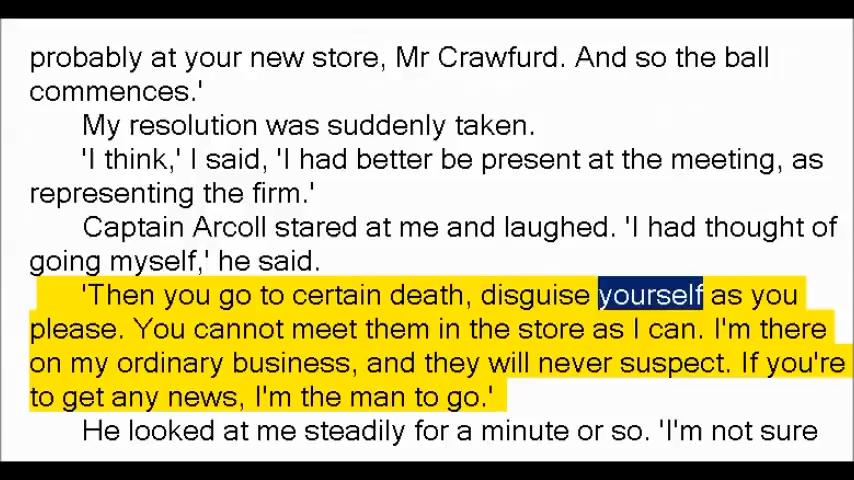 probably at your new store, Mr Crawfurd. And so the ball
commences.'
My resolution was suddenly taken.
'I think,' I said, 'I had better be present at the meeting, as
representing the firm.'
Captain Arcoll stared at me and laughed. 'I had thought of
going myself,' he said.
'Then you go to certain death, disguise yourself as you
please. You cannot meet them in the store as I can. I'm there
on my ordinary business, and they will never suspect. If you're
to get any news, I'm the man to go.'
He looked at me steadily for a minute or so. 'I'm not sure